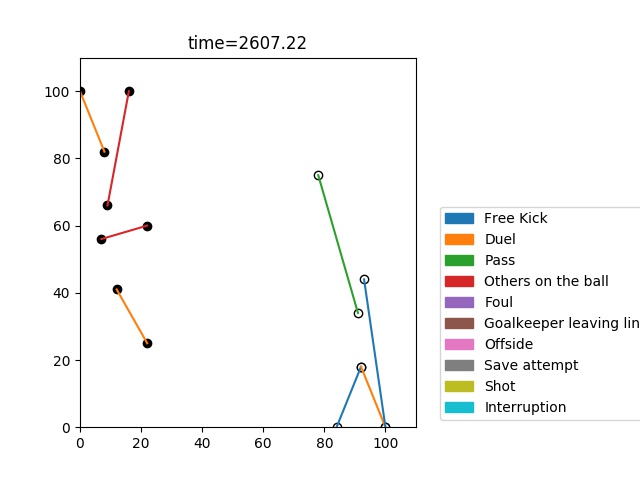 time=2607.22
100
80
60
40
20
0
0 20 40 60 80 100
Free Kick
Duel
Pass
Others on the ball
Foul
Goalkeeper leaving lin
Offside
Save attempt
Shot
Interruption